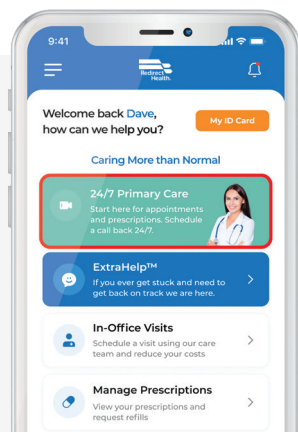 9:41
Redirect
Health.
Welcome back Dave,
how can we help you?
My ID Card
Caring More than Normal
24/7 Primary Care
Start here for appointments
and prescriptions. Schedule
a call back 24/7.
ExtraHelp™
If you ever get stuck and need to
get back on track we are here.
In-Office Visits
Schedule a visit using our care
team and reduce your costs
Manage Prescriptions
View your prescriptions and
request refills